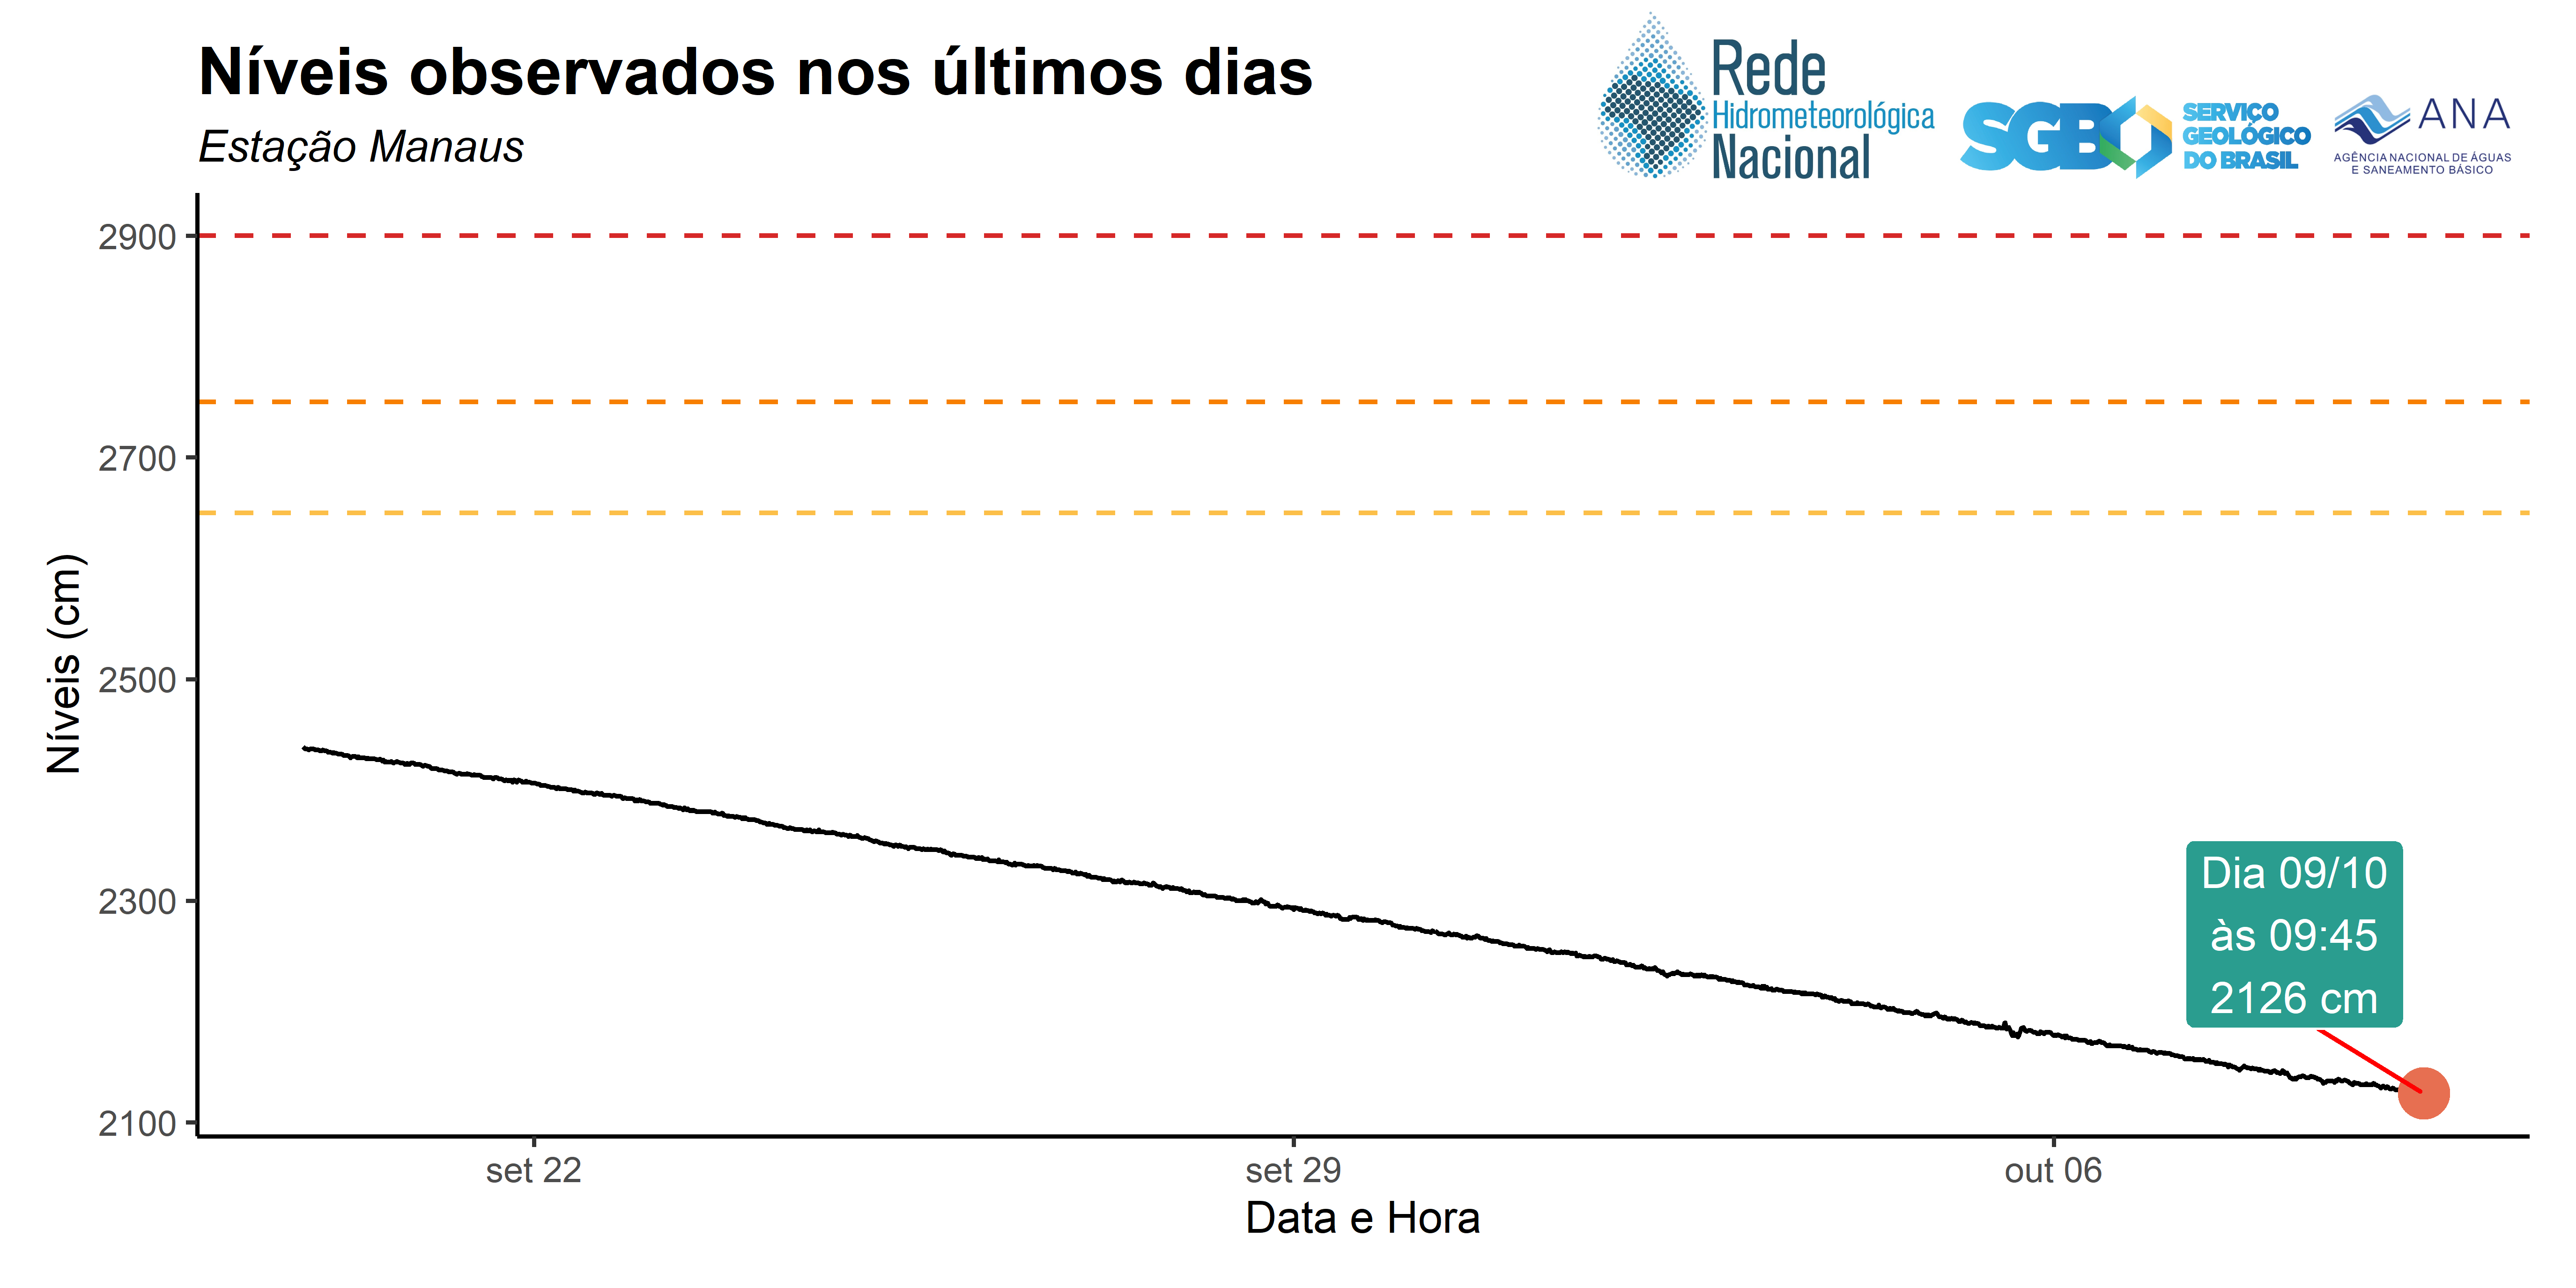 Níveis observados nos últimos dias
Estação Manaus
Rede
Hidrometeorológica
Nacional
SGB
SERVIÇO
GEOLÓGICO
DO BRASIL
ANA
AGÊNCIA NACIONAL DE ÁGUAS
E SANEAMENTO BÁSICO
Níveis (cm)
2900
2700
2500
2300
2100
Dia 09/10
às 09:45
2126 cm
set 22
set 29
out 06
Data e Hora